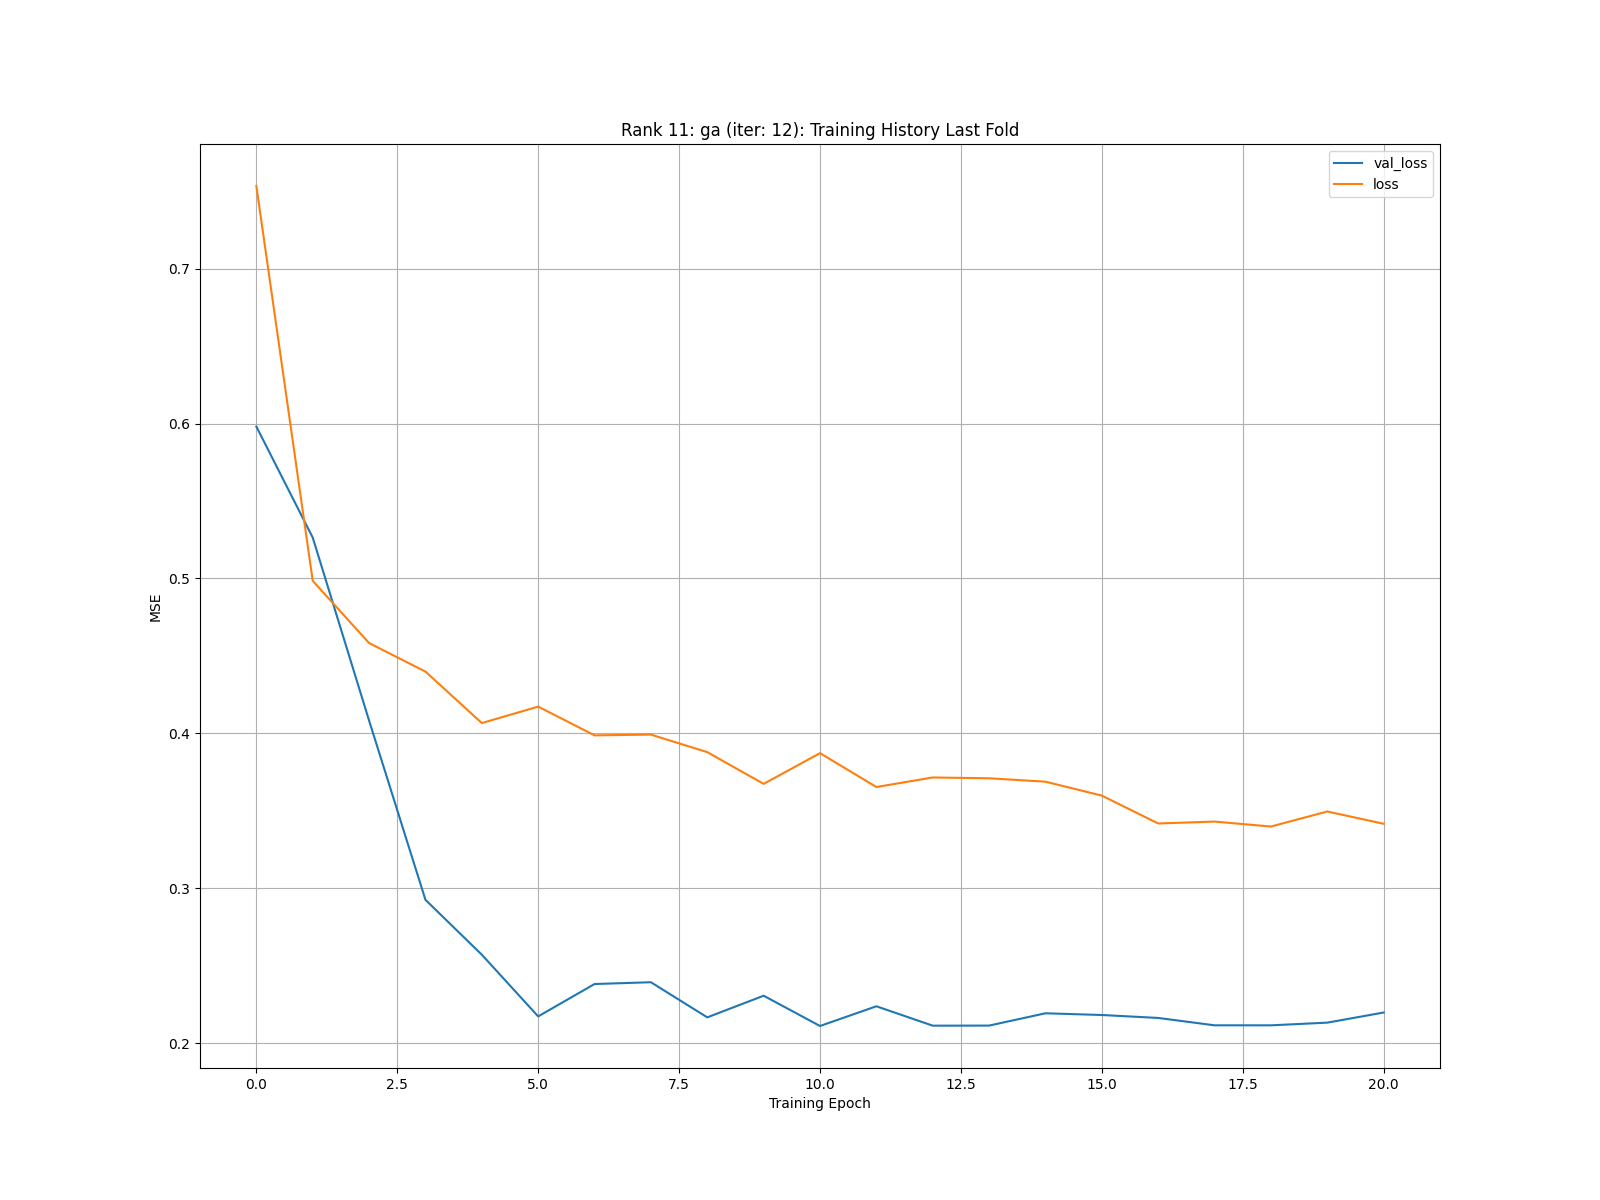 Rank 11: ga (iter: 12): Training History Last Fold
val_loss
loss
0.7
0.6
0.5
0.4
0.3
0.2
MSE
0.0 2.5 5.0 7.5 10.0 12.5 15.0 17.5 20.0
Training Epoch